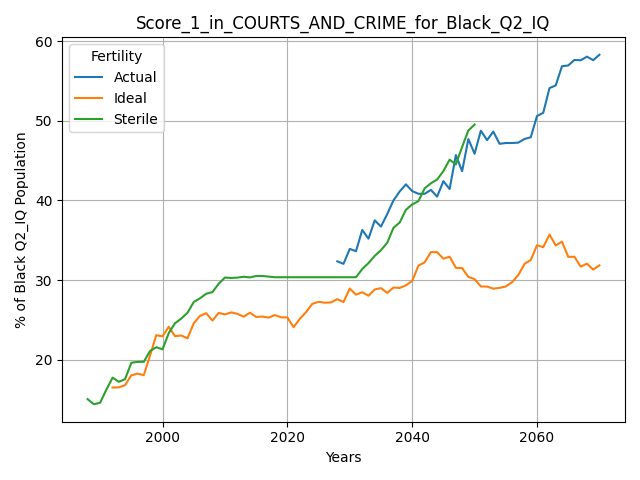 Score_1_in_COURTS_AND_CRIME_for_Black_Q2_IQ
Fertility
Actual
Ideal
Sterile
% of Black Q2_IQ Population
60
50
40
30
20
2000
2020
2040
2060
Years